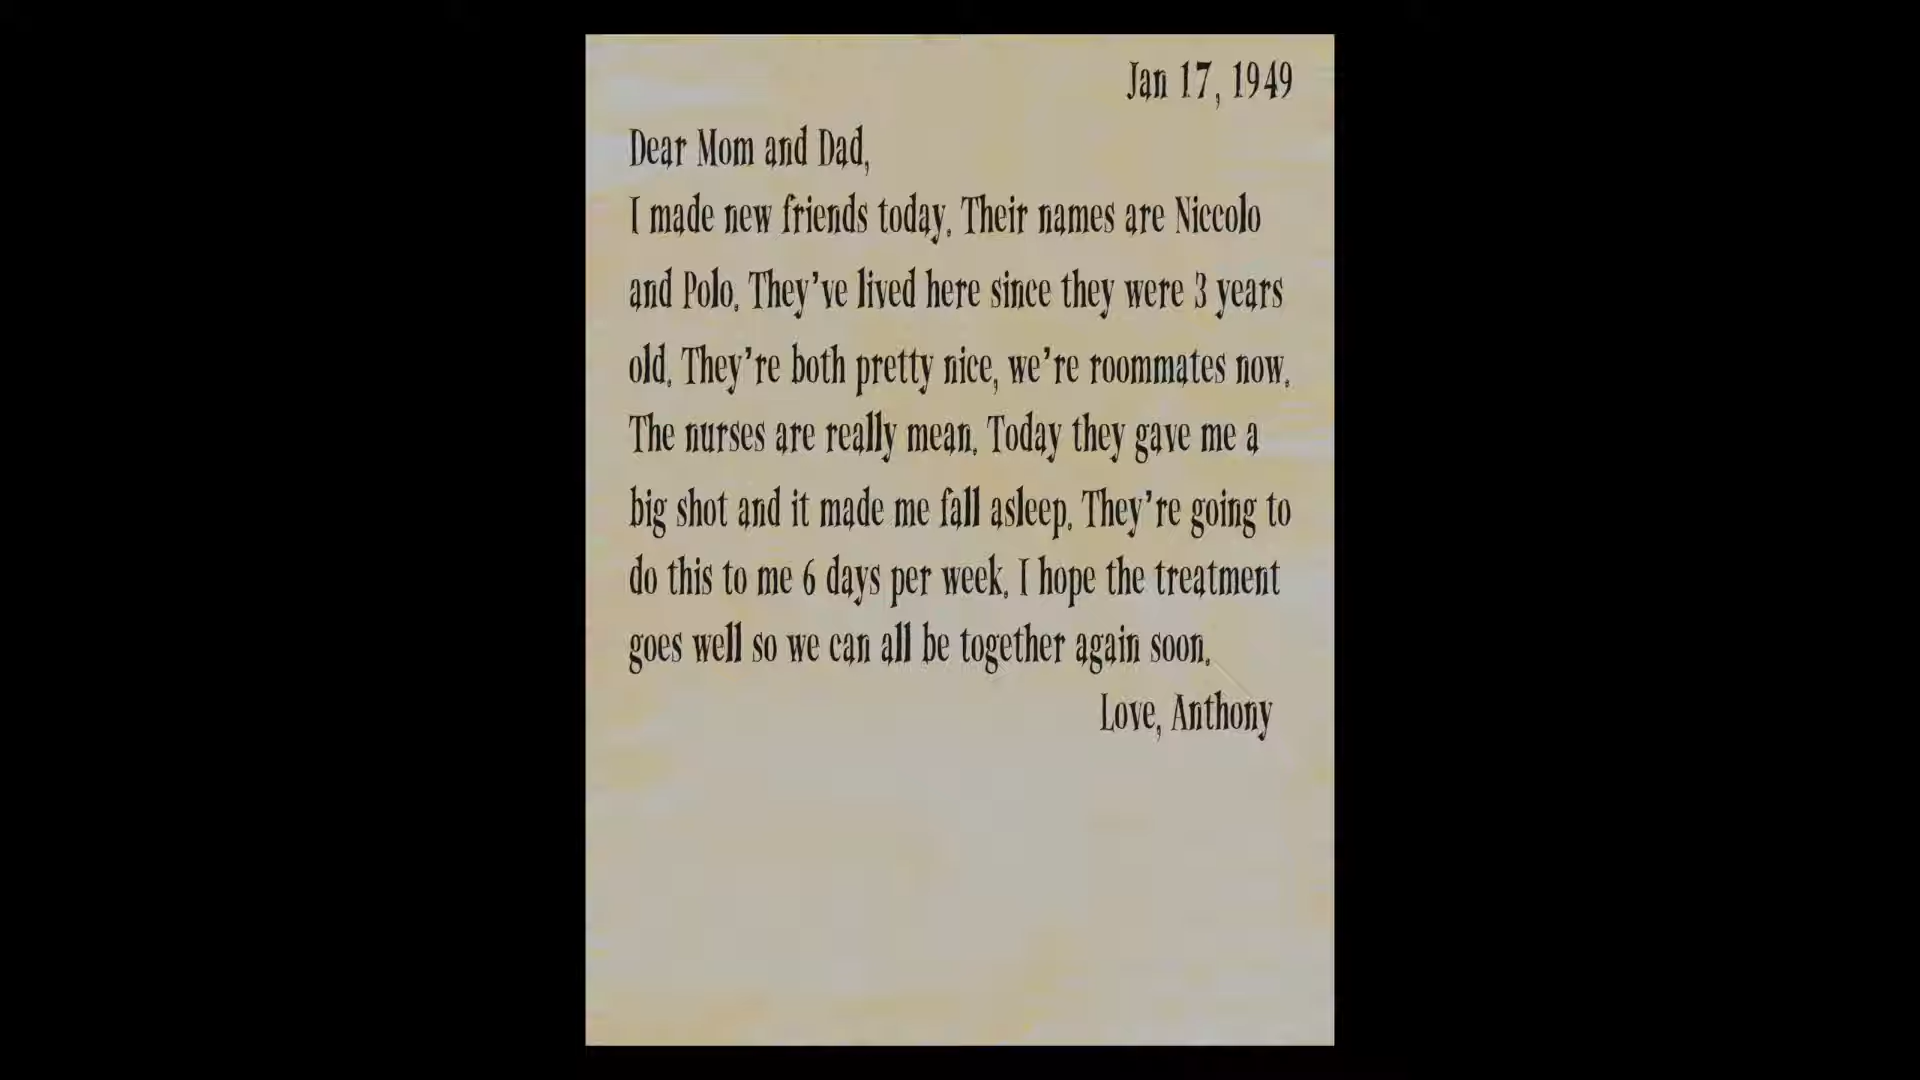 Jan 17, 1949
Dear Mom and Dad,
I made new friends today. Their names are Niccolo
and Polo. They've lived here since they were 3 years
old. They're both pretty nice, we're roommates now.
The nurses are really mean. Today they gave me a
big shot and it made me fall asleep. They're going to
do this to me 6 days per week. I hope the treatment
goes well so we can all be together again soon.
Love, Anthony